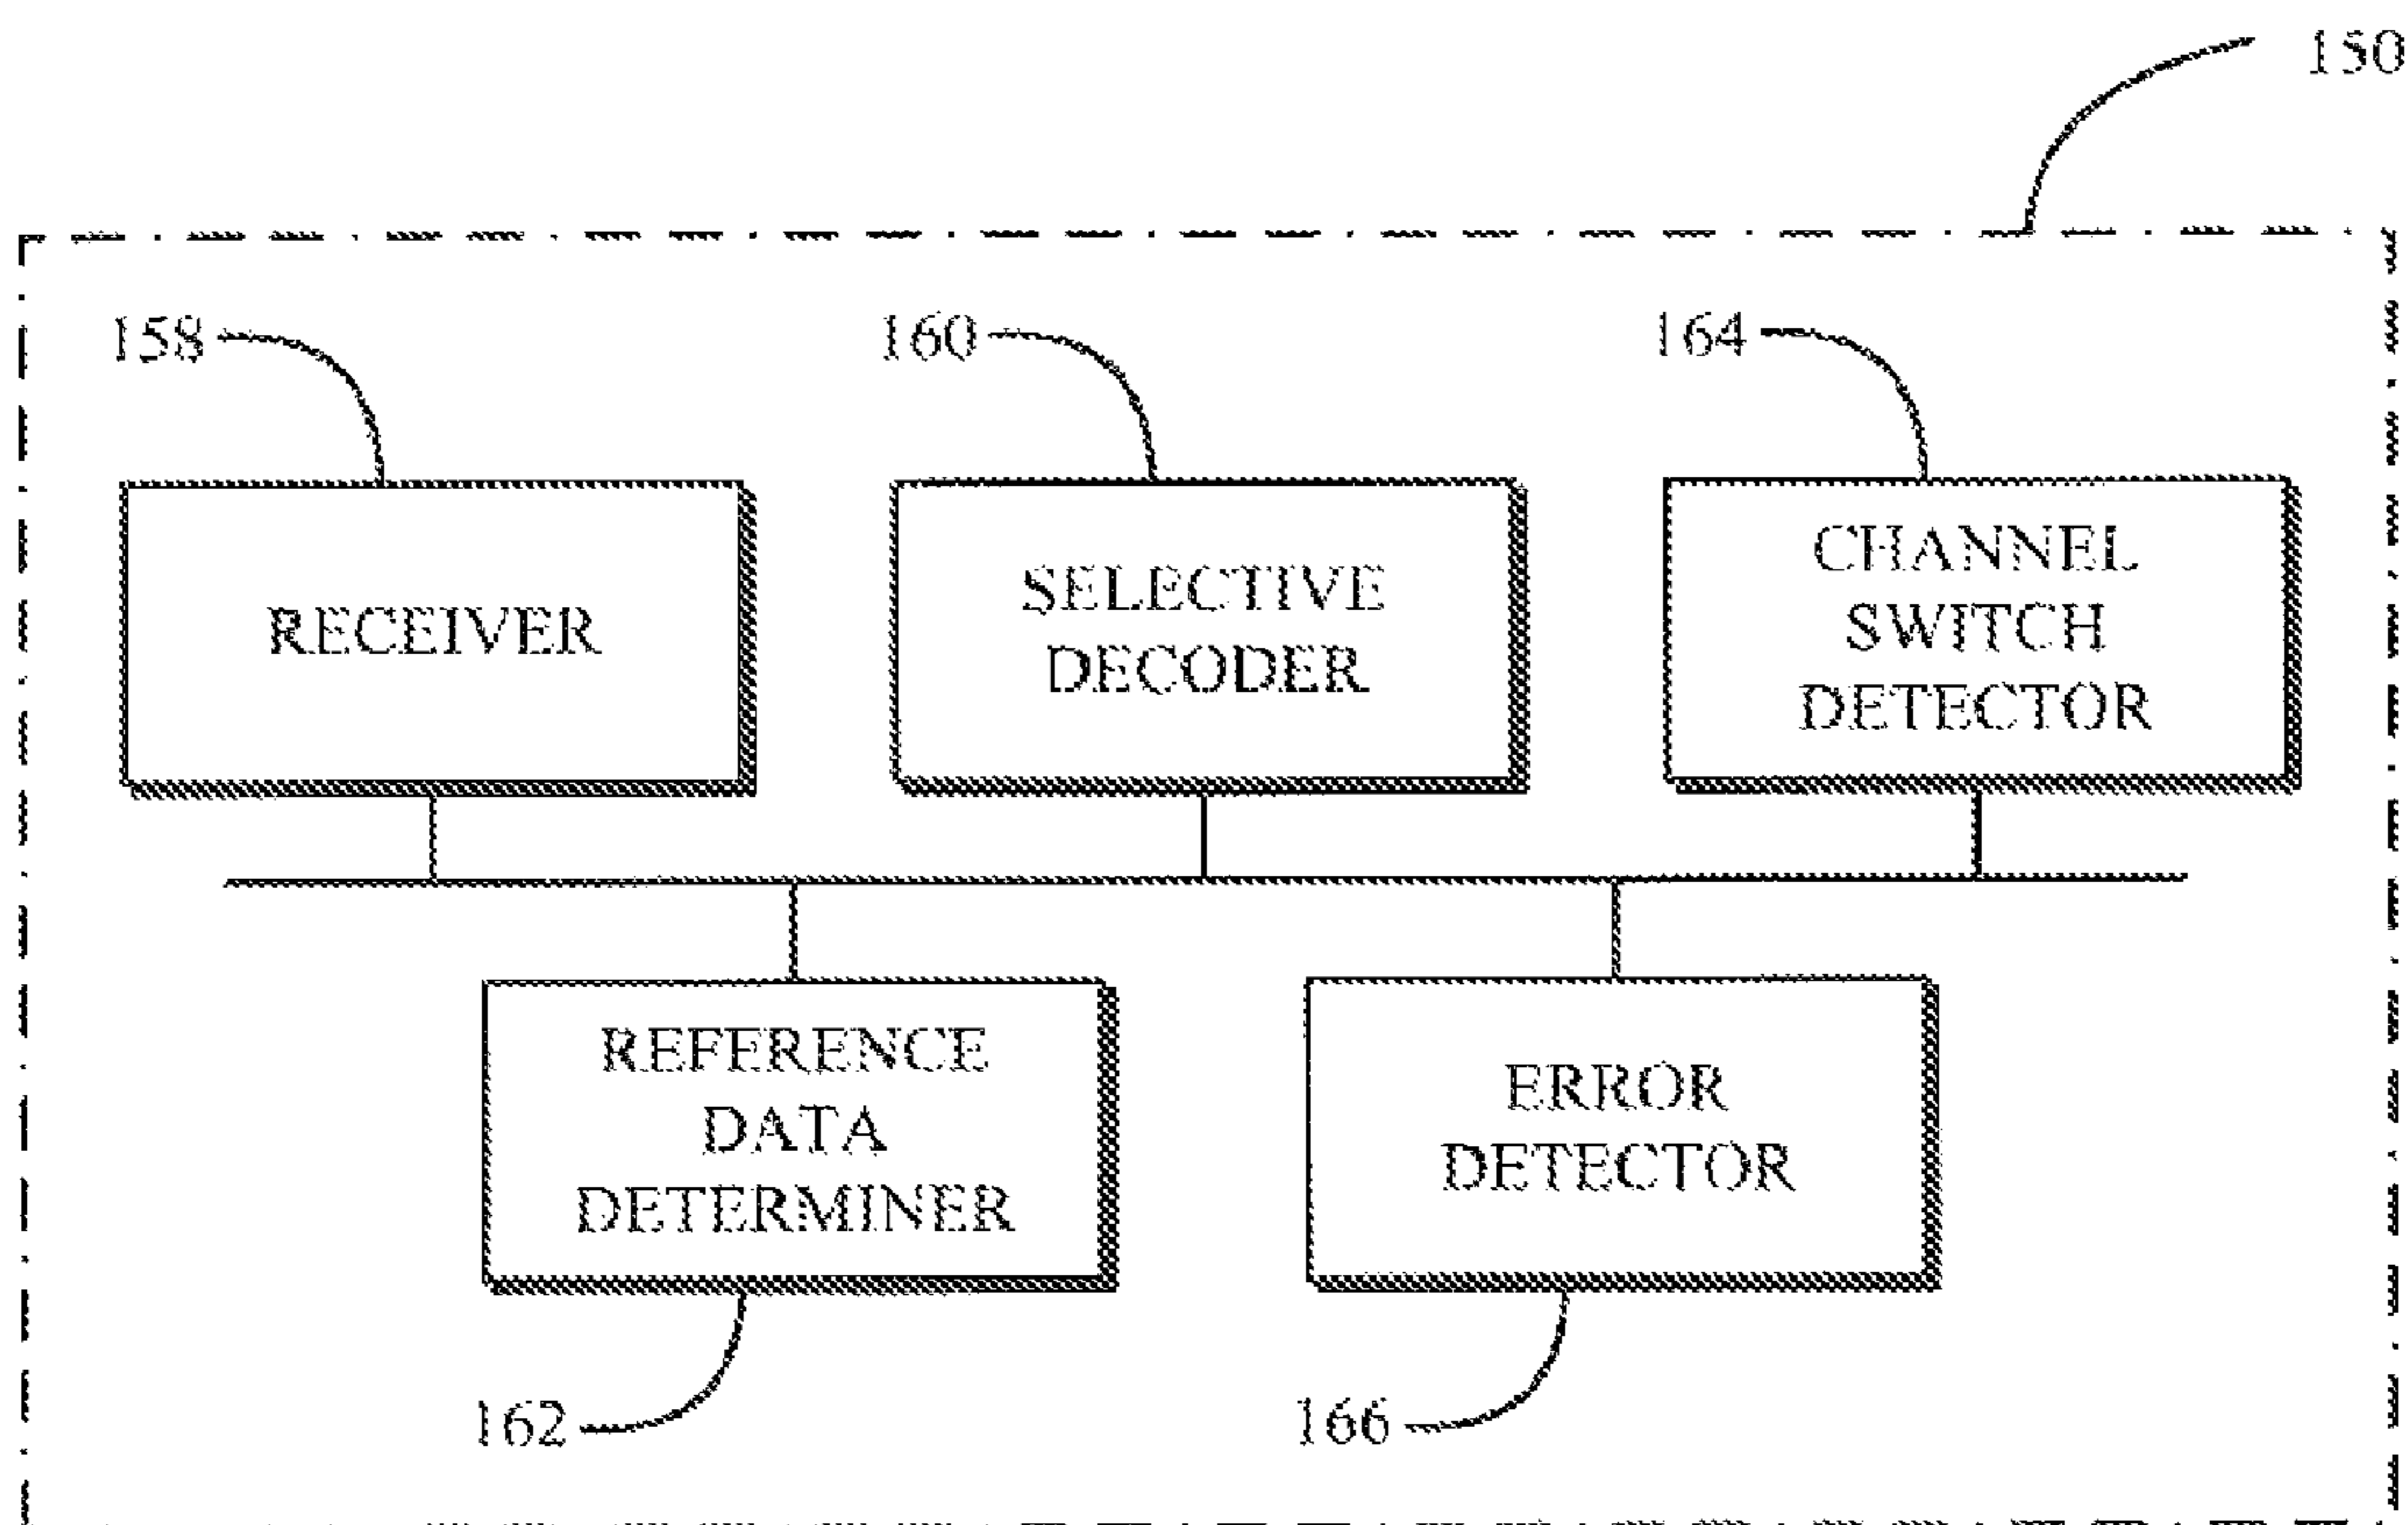 150
158
160
164
RECEIVER
SELECTIVE
DECODER
CHANNEL
SWITCH
DETECTOR
REFERENCE
DATA
DETERMINER
ERROR
DETECTOR
162
166